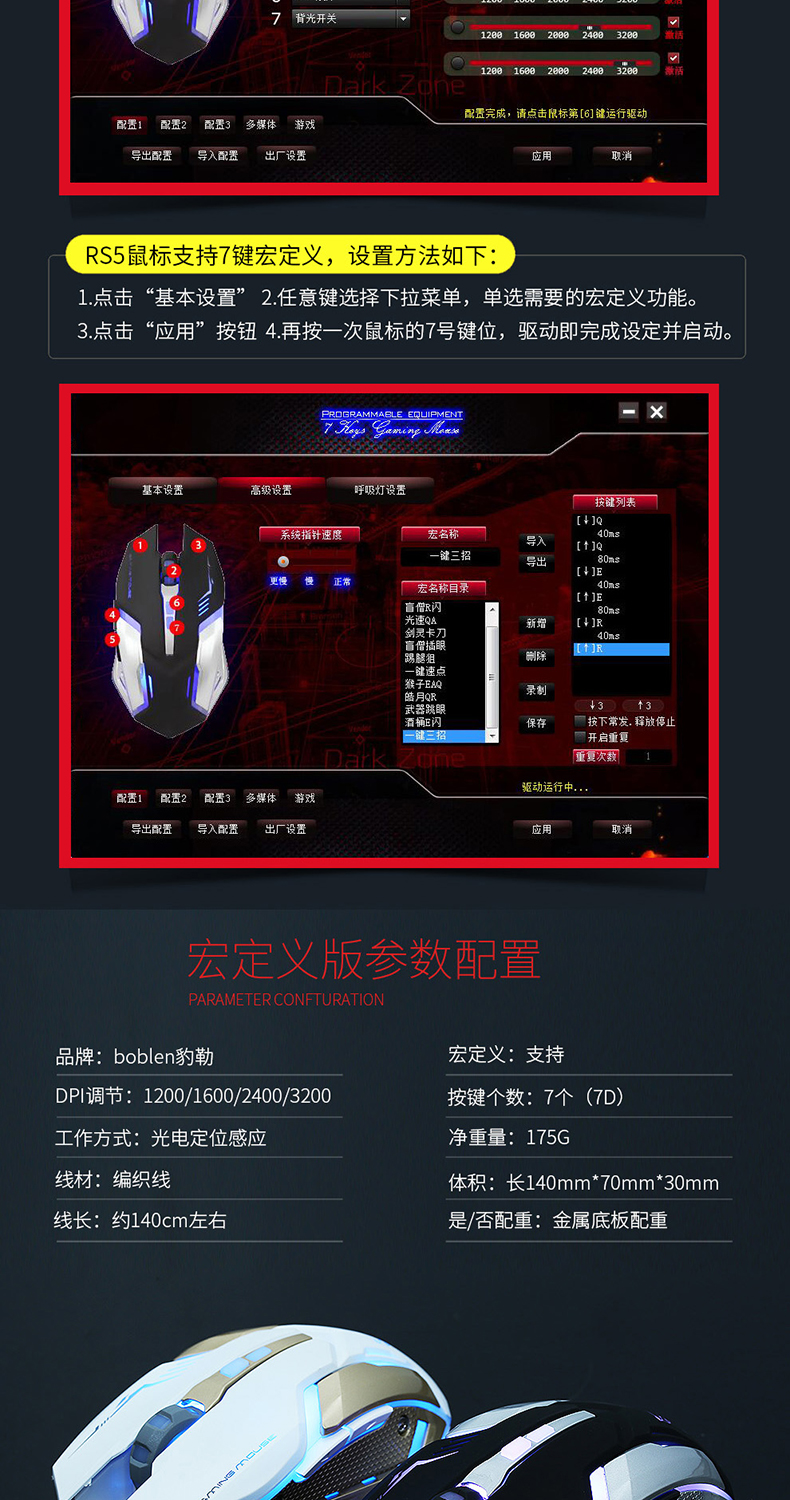 7 背光开关
1200 1600 2000 2400 3200
激活
1200 1600 2000 2400 3200
激活
Dark Zone
配置完成，请点击鼠标第[6]键运行驱动
配置1 配置2 配置3 多媒体 游戏
导出配置 导入配置 出厂设置 应用 取消
RS5鼠标支持7键宏定义，设置方法如下：
1.点击“基本设置” 2.任意键选择下拉菜单，单选需要的宏定义功能。
3.点击“应用”按钮 4.再按一次鼠标的7号键位，驱动即完成设定并启动。
PROGRAMMABLE EQUIPMENT
7 Keys Gaming Mouse
基本设置 高级设置 呼吸灯设置
1 3 2 6 4 7 5
系统指针速度
更慢 慢 正常
宏名称
一键三招
宏名称目录
盲僧R闪
光速QA
剑灵卡刀
盲僧插眼
踢腿狙
一键速点
猴子EAQ
皓月QR
武器跳眼
酒桶E闪
一键三招
导入
导出
新增
删除
录制
保存
按键列表
[↓]Q
40ms
[↑]Q
80ms
[↓]E
40ms
[↑]E
80ms
[↓]R
40ms
[↑]R
↓3 ↑3
按下常发.释放停止
开启重复
重复次数 1
Dark Zone
驱动运行中...
配置1 配置2 配置3 多媒体 游戏
导出配置 导入配置 出厂设置 应用 取消
宏定义版参数配置
PARAMETER CONFTURATION
品牌：boblen豹勒
DPI调节：1200/1600/2400/3200
工作方式：光电定位感应
线材：编织线
线长：约140cm左右
宏定义：支持
按键个数：7个（7D）
净重量：175G
体积：长140mm*70mm*30mm
是/否配重：金属底板配重
GAMING MOUSE